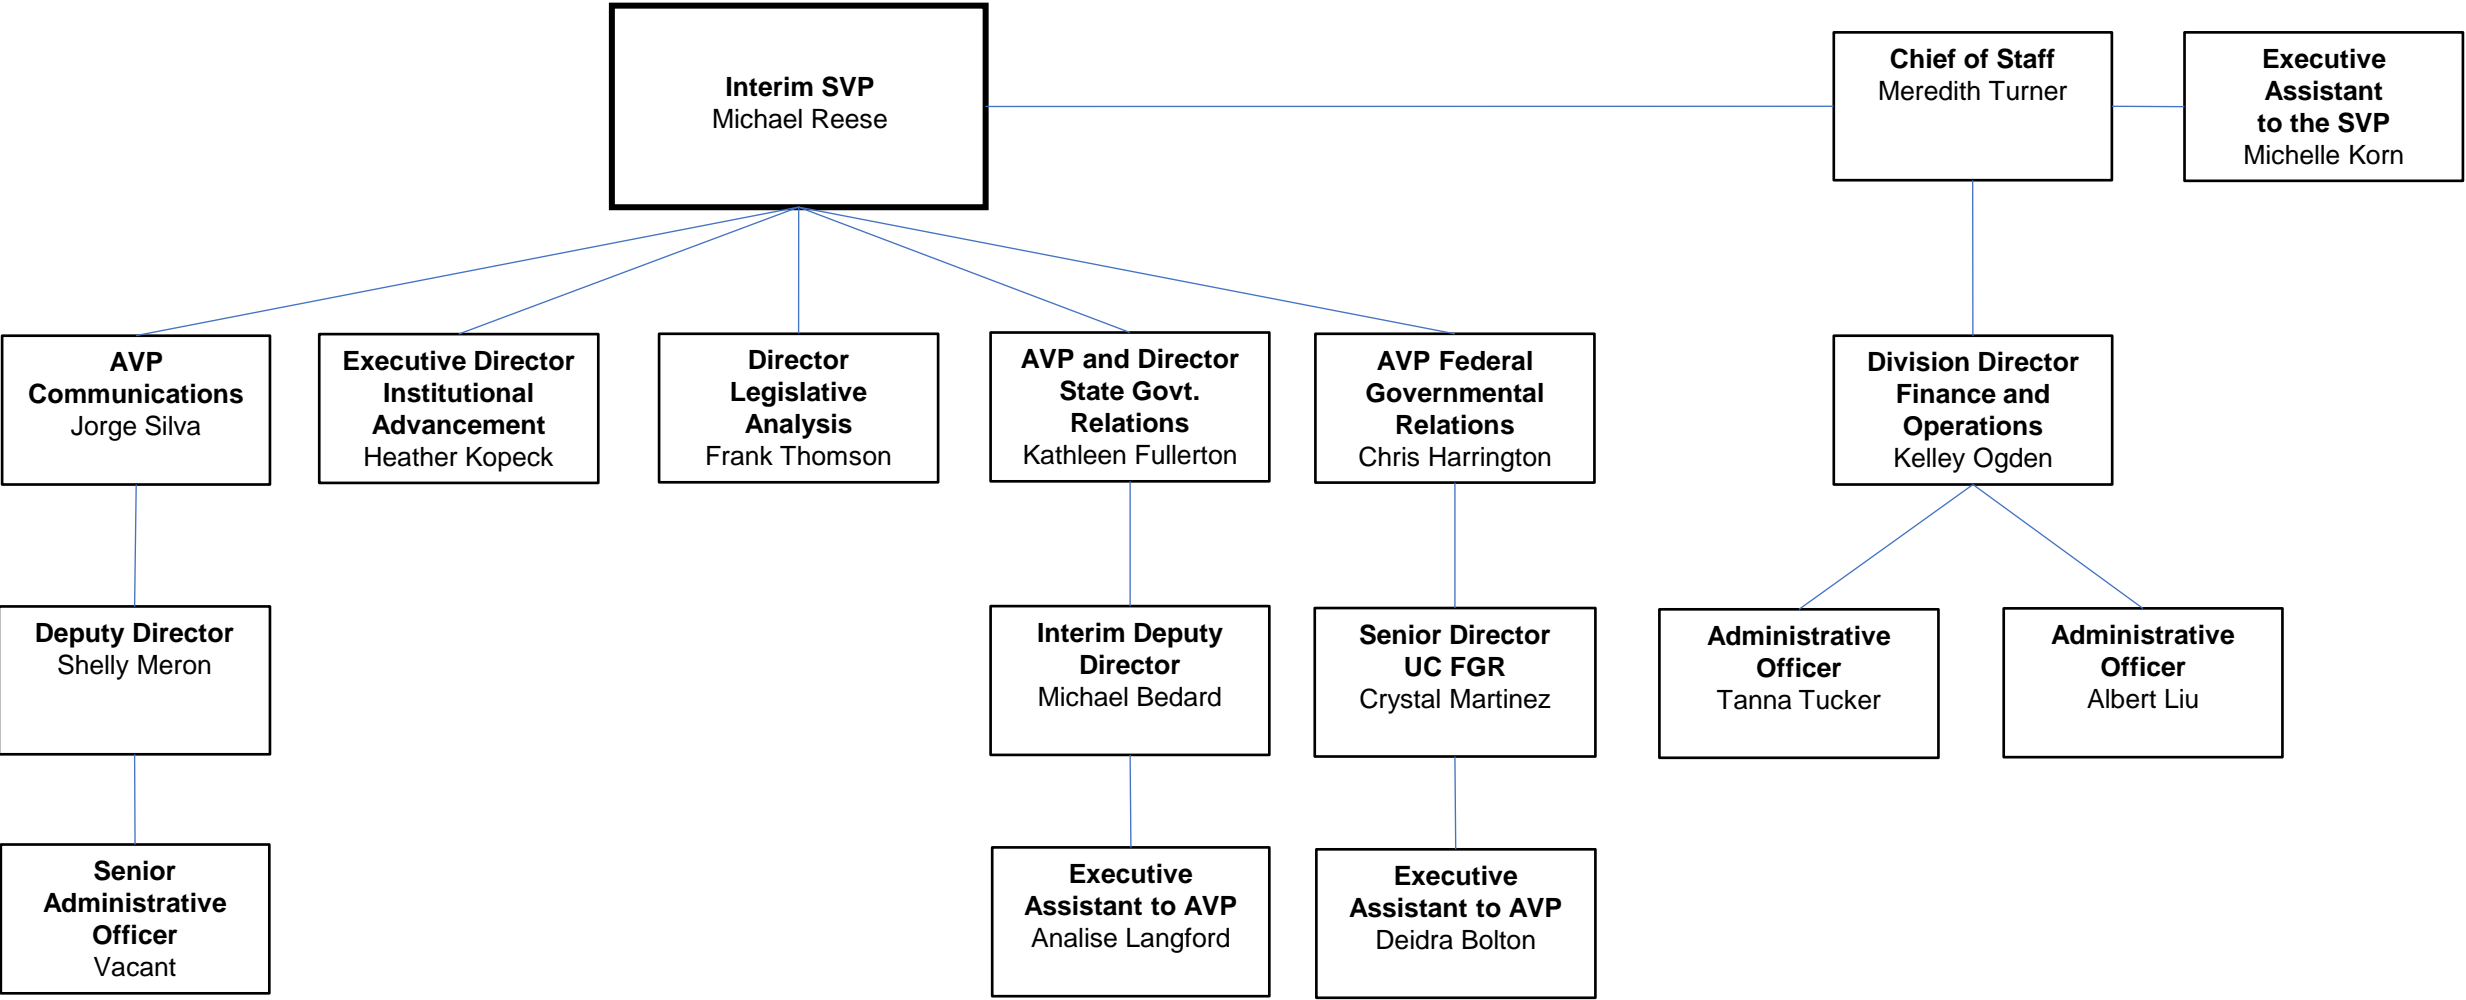 Interim SVP
Michael Reese
Chief of Staff
Meredith Turner
Executive
Assistant
to the SVP
Michelle Korn
AVP
Communications
Jorge Silva
Executive Director
Institutional
Advancement
Heather Kopeck
Director
Legislative
Analysis
Frank Thomson
AVP and Director
State Govt.
Relations
Kathleen Fullerton
AVP Federal
Governmental
Relations
Chris Harrington
Division Director
Finance and
Operations
Kelley Ogden
Deputy Director
Shelly Meron
Interim Deputy
Director
Michael Bedard
Senior Director
UC FGR
Crystal Martinez
Administrative
Officer
Tanna Tucker
Administrative
Officer
Albert Liu
Senior
Administrative
Officer
Vacant
Executive
Assistant to AVP
Analise Langford
Executive
Assistant to AVP
Deidra Bolton